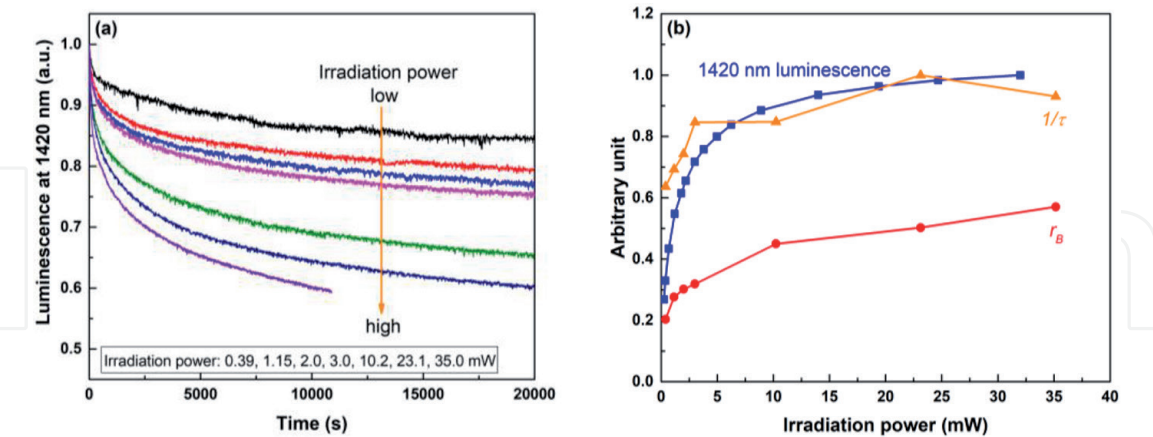 (a)
Luminescence at 1420 nm (a.u.)
1.0
0.9
0.8
0.7
0.6
0.5
Irradiation power
low
high
Irradiation power: 0.39, 1.15, 2.0, 3.0, 10.2, 23.1, 35.0 mW
0 5000 10000 15000 20000
Time (s)
(b)
Arbitrary unit
1.2
1.0
0.8
0.6
0.4
0.2
0.0
1420 nm luminescence
1/τ
r_B
0 5 10 15 20 25 30 35 40
Irradiation power (mW)